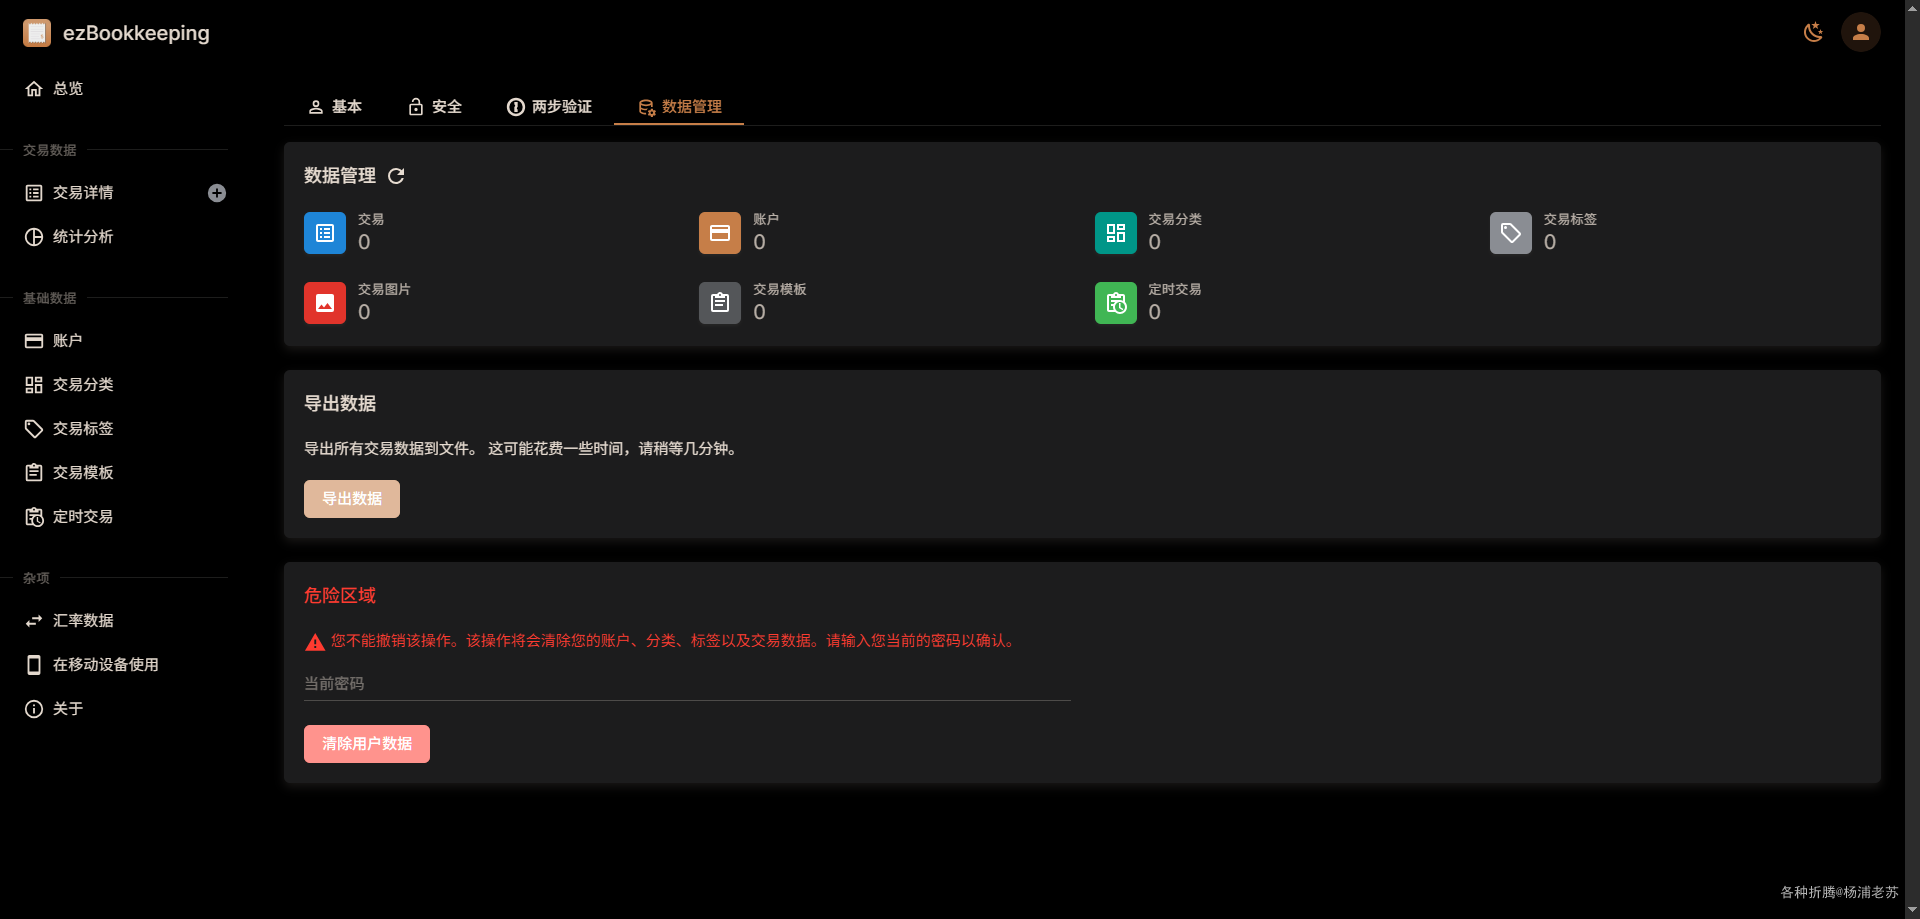 ezBookkeeping
总览
交易数据
交易详情
统计分析
基础数据
账户
交易分类
交易标签
交易模板
定时交易
杂项
汇率数据
在移动设备使用
关于
基本 安全 两步验证 数据管理
数据管理
交易 账户 交易分类 交易标签
0 0 0 0
交易图片 交易模板 定时交易
0 0 0
导出数据
导出所有交易数据到文件。 这可能花费一些时间，请稍等几分钟。
导出数据
危险区域
您不能撤销该操作。该操作将会清除您的账户、分类、标签以及交易数据。请输入您当前的密码以确认。
当前密码
清除用户数据
各种折腾@杨浦老苏